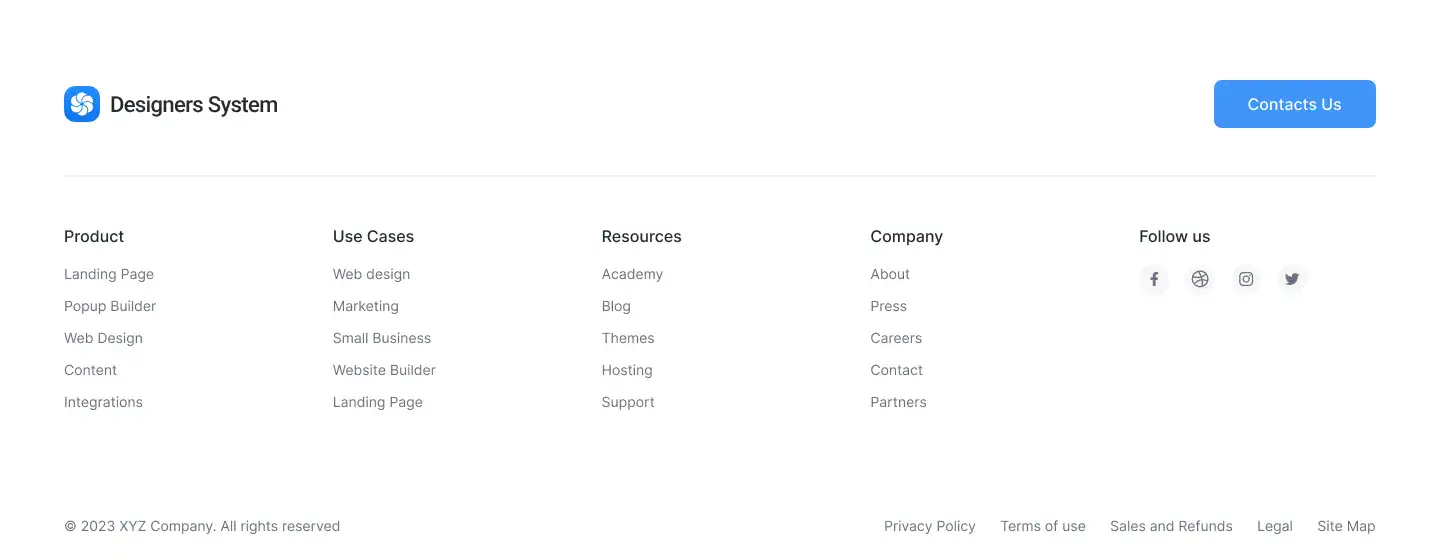 Designers System
Contacts Us
Product
Landing Page
Popup Builder
Web Design
Content
Integrations
Use Cases
Web design
Marketing
Small Business
Website Builder
Landing Page
Resources
Academy
Blog
Themes
Hosting
Support
Company
About
Press
Careers
Contact
Partners
Follow us
© 2023 XYZ Company. All rights reserved
Privacy Policy
Terms of use
Sales and Refunds
Legal
Site Map